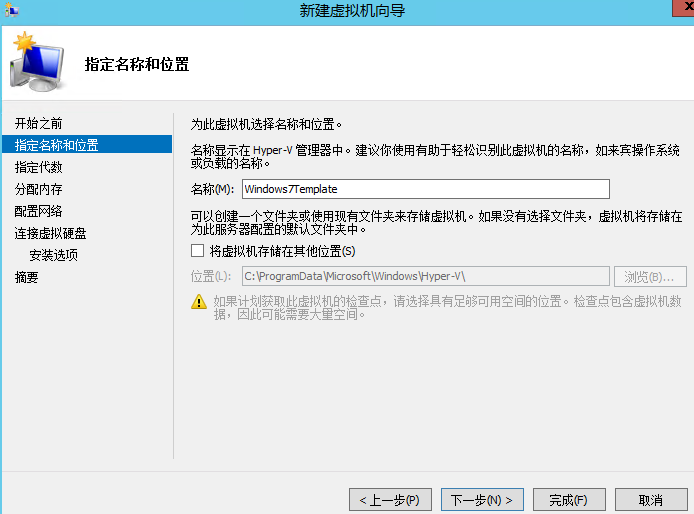 新建虚拟机向导
指定名称和位置
开始之前
指定名称和位置
指定代数
分配内存
配置网络
连接虚拟硬盘
安装选项
摘要
为此虚拟机选择名称和位置。
名称显示在 Hyper-V 管理器中。建议你使用有助于轻松识别此虚拟机的名称，如来宾操作系统
或负载的名称。
名称(M): Windows7Template
可以创建一个文件夹或使用现有文件夹来存储虚拟机。如果没有选择文件夹，虚拟机将存储在
为此服务器配置的默认文件夹中。
将虚拟机存储在其他位置(S)
位置(L): C:\ProgramData\Microsoft\Windows\Hyper-V\ 浏览(B)...
如果计划获取此虚拟机的检查点，请选择具有足够可用空间的位置。检查点包含虚拟机数
据，因此可能需要大量空间。
< 上一步(P) 下一步(N) > 完成(F) 取消